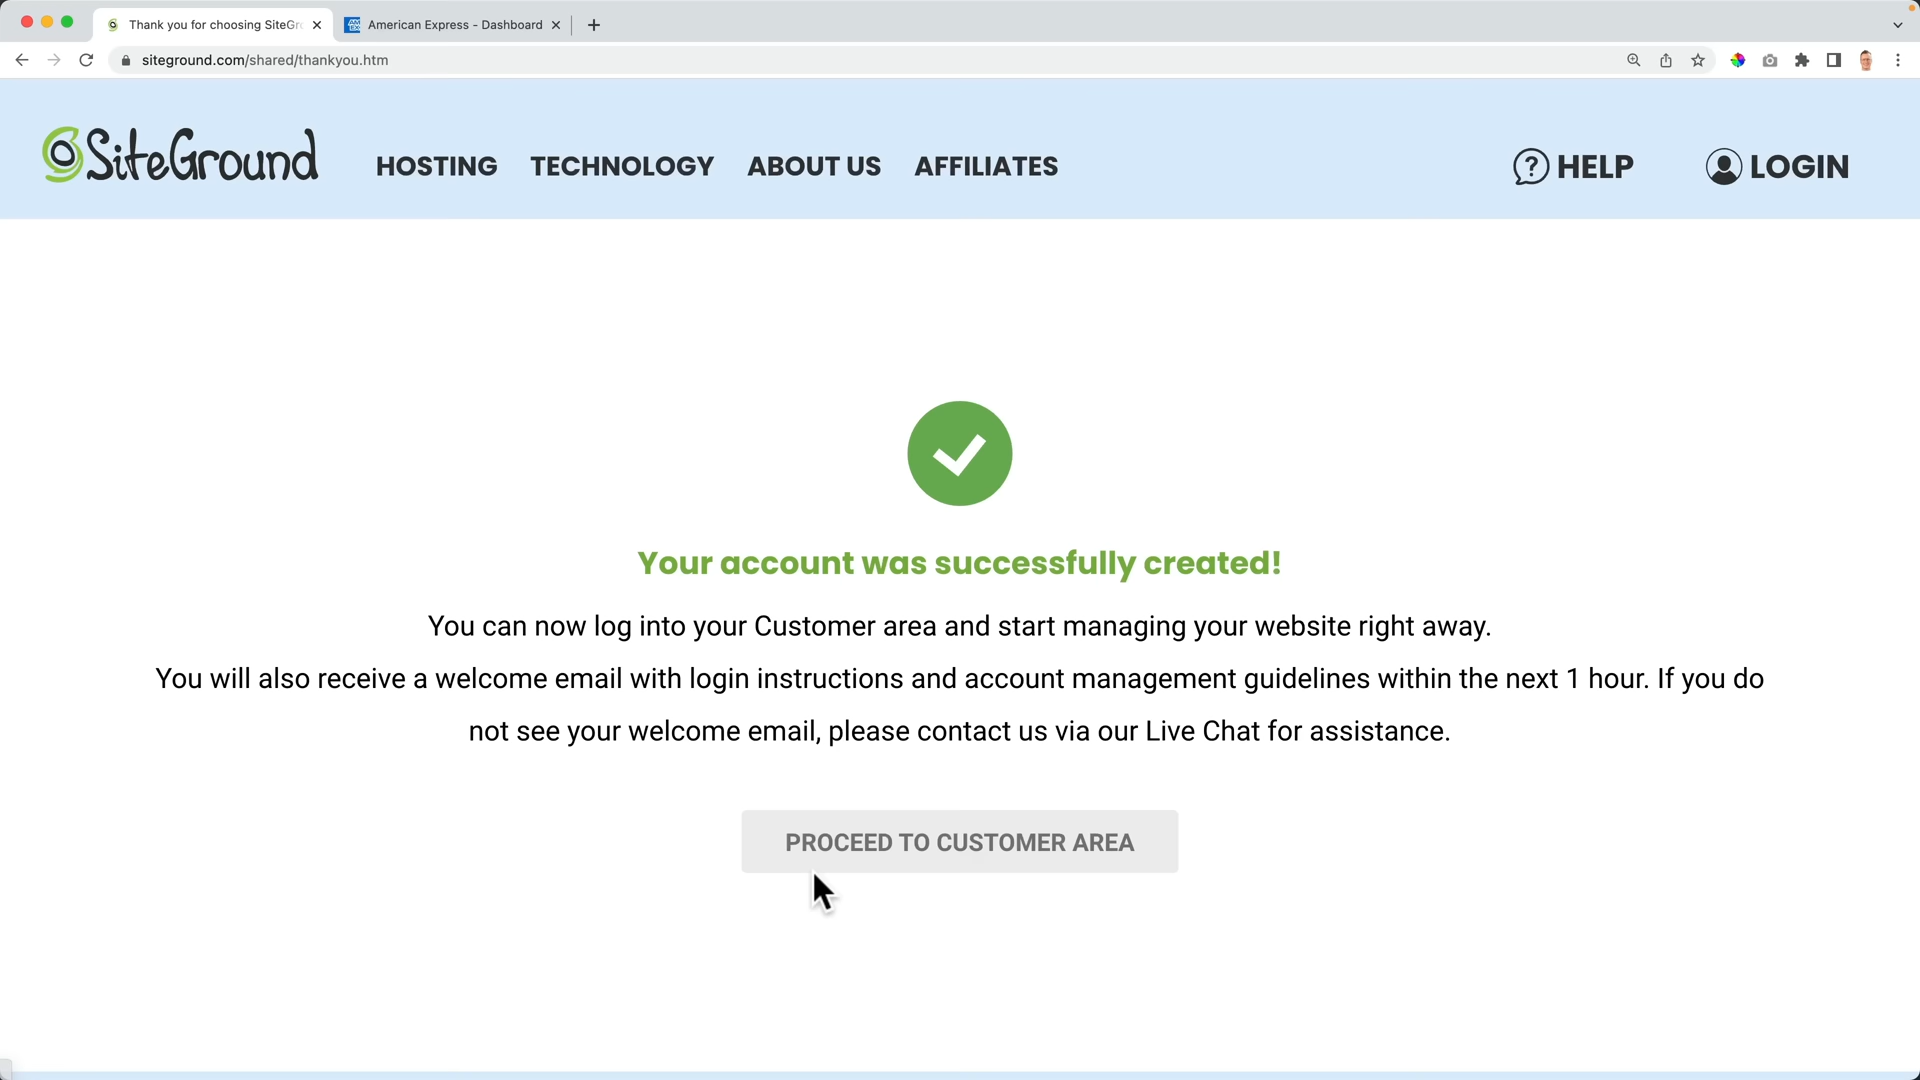 Thank you for choosing SiteGr
American Express - Dashboard
siteground.com/shared/thankyou.htm
SiteGround
HOSTING
TECHNOLOGY
ABOUT US
AFFILIATES
HELP
LOGIN
Your account was successfully created!
You can now log into your Customer area and start managing your website right away.
You will also receive a welcome email with login instructions and account management guidelines within the next 1 hour. If you do
not see your welcome email, please contact us via our Live Chat for assistance.
PROCEED TO CUSTOMER AREA